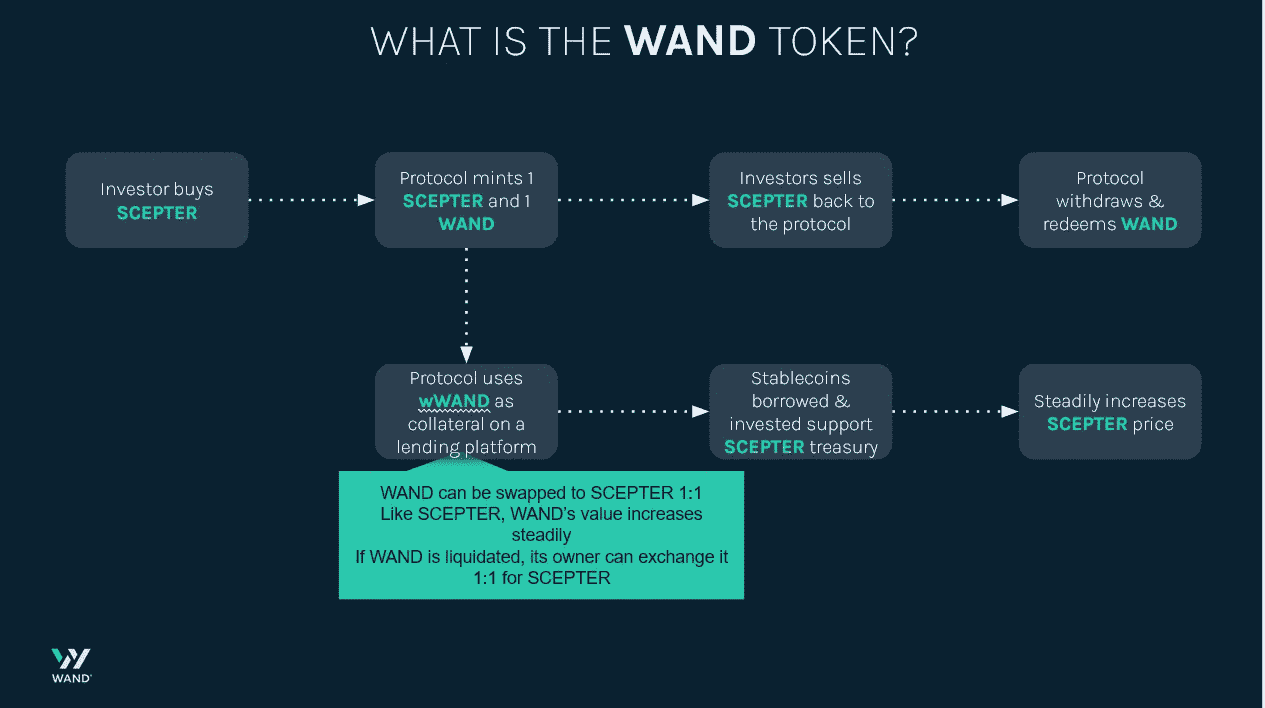 WHAT IS THE WAND TOKEN?
Investor buys
SCEPTER
Protocol mints 1
SCEPTER and 1
WAND
Investors sells
SCEPTER back to
the protocol
Protocol
withdraws &
redeems WAND
Protocol uses
wWAND as
collateral on a
lending platform
Stablecoins
borrowed &
invested support
SCEPTER treasury
Steadily increases
SCEPTER price
WAND can be swapped to SCEPTER 1:1
Like SCEPTER, WAND’s value increases
steadily
If WAND is liquidated, its owner can exchange it
1:1 for SCEPTER
WAND